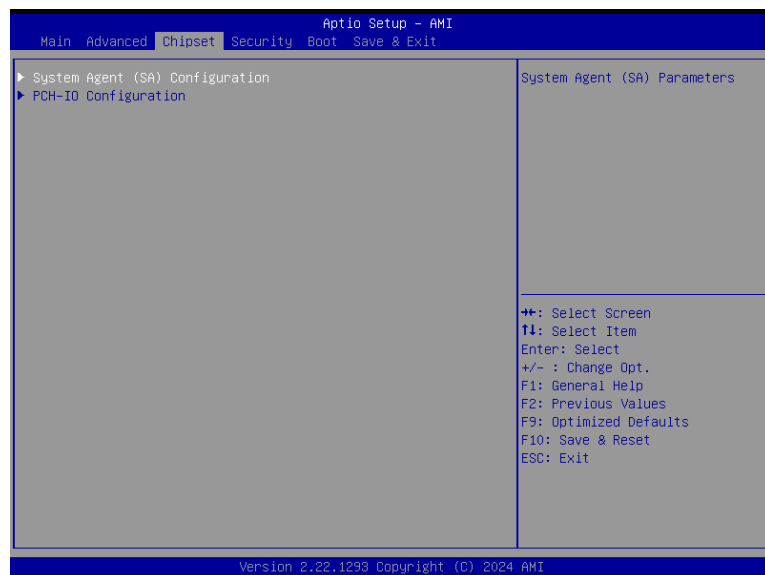 Aptio Setup – AMI
Main Advanced Chipset Security Boot Save & Exit
▶ System Agent (SA) Configuration
▶ PCH-IO Configuration
System Agent (SA) Parameters
→←: Select Screen
↑↓: Select Item
Enter: Select
+/- : Change Opt.
F1: General Help
F2: Previous Values
F9: Optimized Defaults
F10: Save & Reset
ESC: Exit
Version 2.22.1293 Copyright (C) 2024 AMI